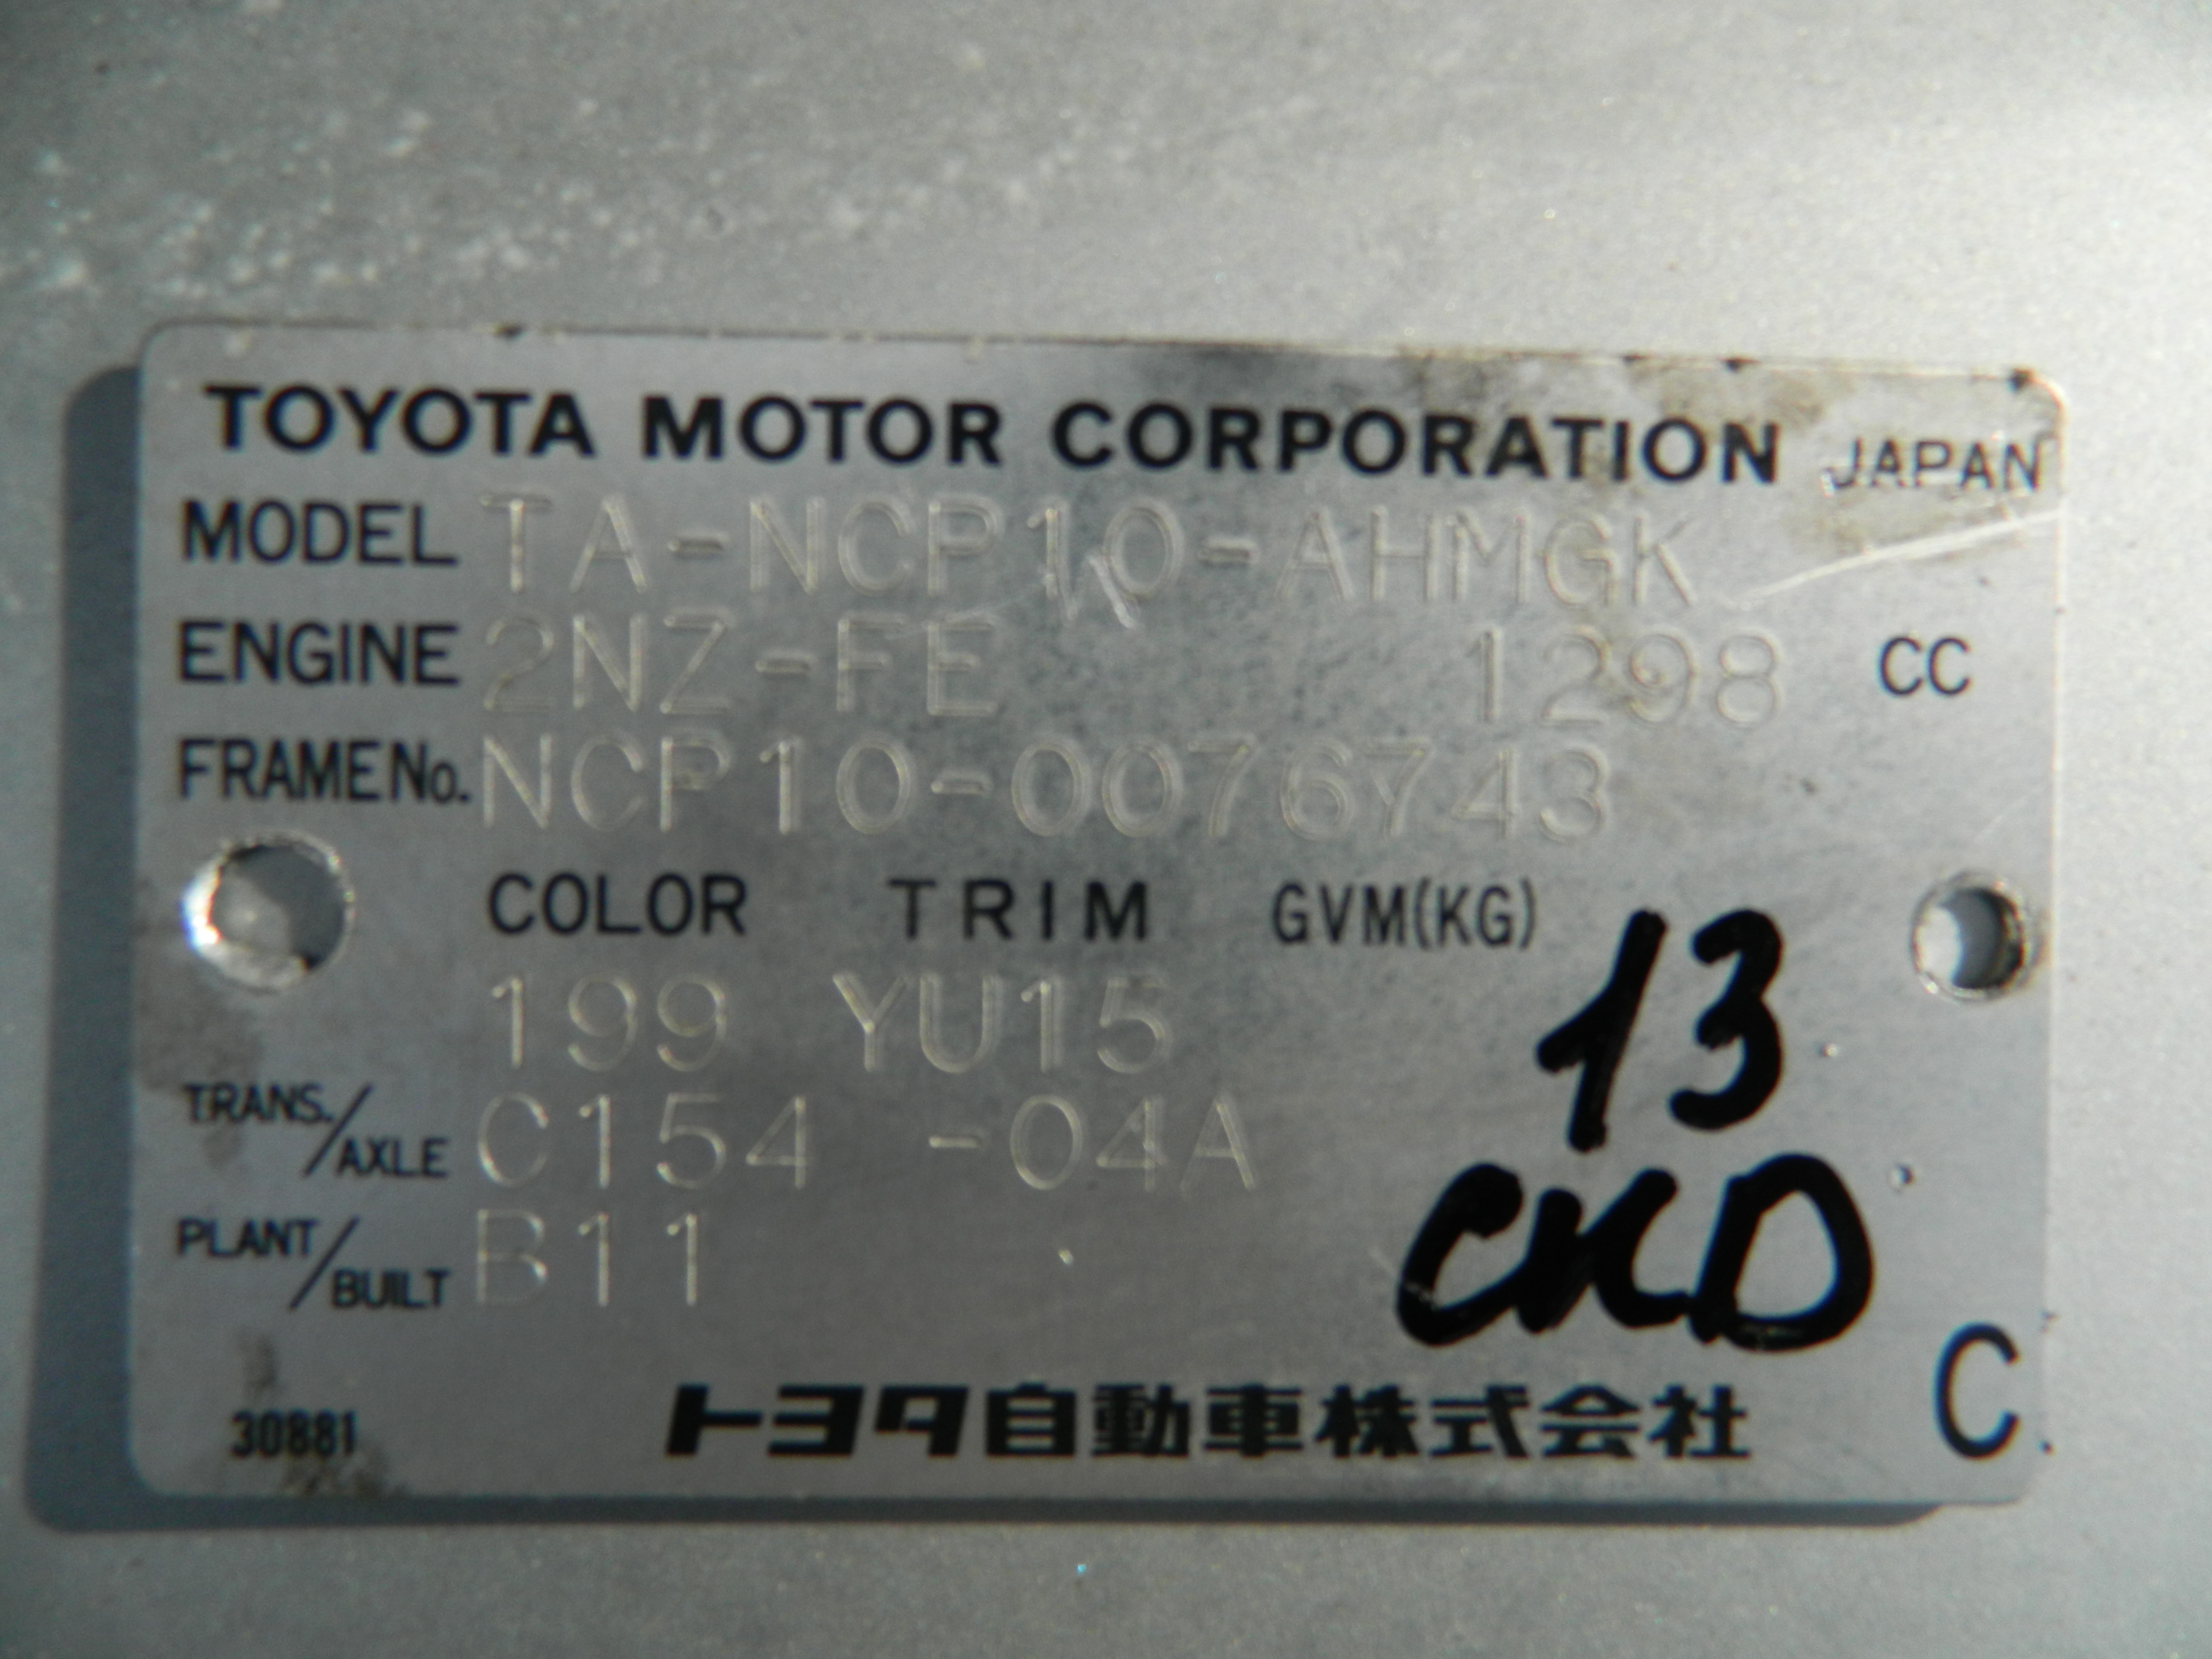 TOYOTA MOTOR CORPORATION JAPAN
MODEL TA-NCP10-AHMGK
ENGINE 2NZ-FE 1298 CC
FRAME No. NCP10-0076743
COLOR TRIM GVM(KG)
199 YU15
13
TRANS./AXLE C154 -04A
CKD
PLANT/BUILT B11
30881 トヨタ自動車株式会社 C